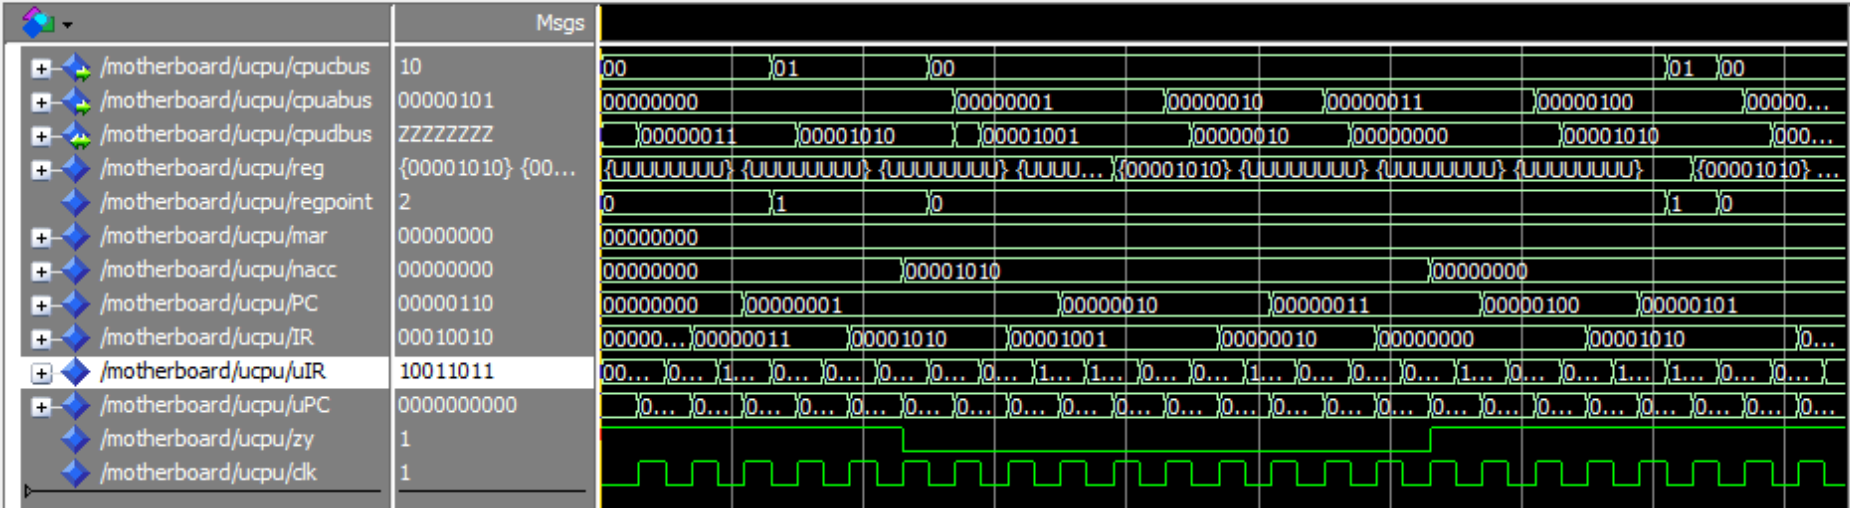 Msgs
/motherboard/ucpu/cpucbus 10 00 01 00 01 00
/motherboard/ucpu/cpuabus 00000101 00000000 00000001 00000010 00000011 00000100 00000...
/motherboard/ucpu/cpudbus ZZZZZZZZ 00000011 00001010 00001001 00000010 00000000 00001010 000...
/motherboard/ucpu/reg {00001010} {00... {UUUUUUUU} {UUUUUUUU} {UUUUUUUU} {UUUU... {00001010} {UUUUUUUU} {UUUUUUUU} {UUUUUUUU} {00001010} ...
/motherboard/ucpu/regpoint 2 0 1 0 1 0
/motherboard/ucpu/mar 00000000 00000000
/motherboard/ucpu/nacc 00000000 00000000 00001010 00000000
/motherboard/ucpu/PC 00000110 00000000 00000001 00000010 00000011 00000100 00000101
/motherboard/ucpu/IR 00010010 00000... 00000011 00001010 00001001 00000010 00000000 00001010 0...
/motherboard/ucpu/uIR 10011011 00... 0... 1... 0... 0... 0... 0... 0... 1... 1... 0... 0... 1... 0... 0... 0... 1... 0... 0... 1... 1... 0... 0...
/motherboard/ucpu/uPC 0000000000 0... 0... 0... 0... 0... 0... 0... 0... 0... 0... 0... 0... 0... 0... 0... 0... 0... 0... 0... 0... 0... 0... 0...
/motherboard/ucpu/zy 1
/motherboard/ucpu/clk 1